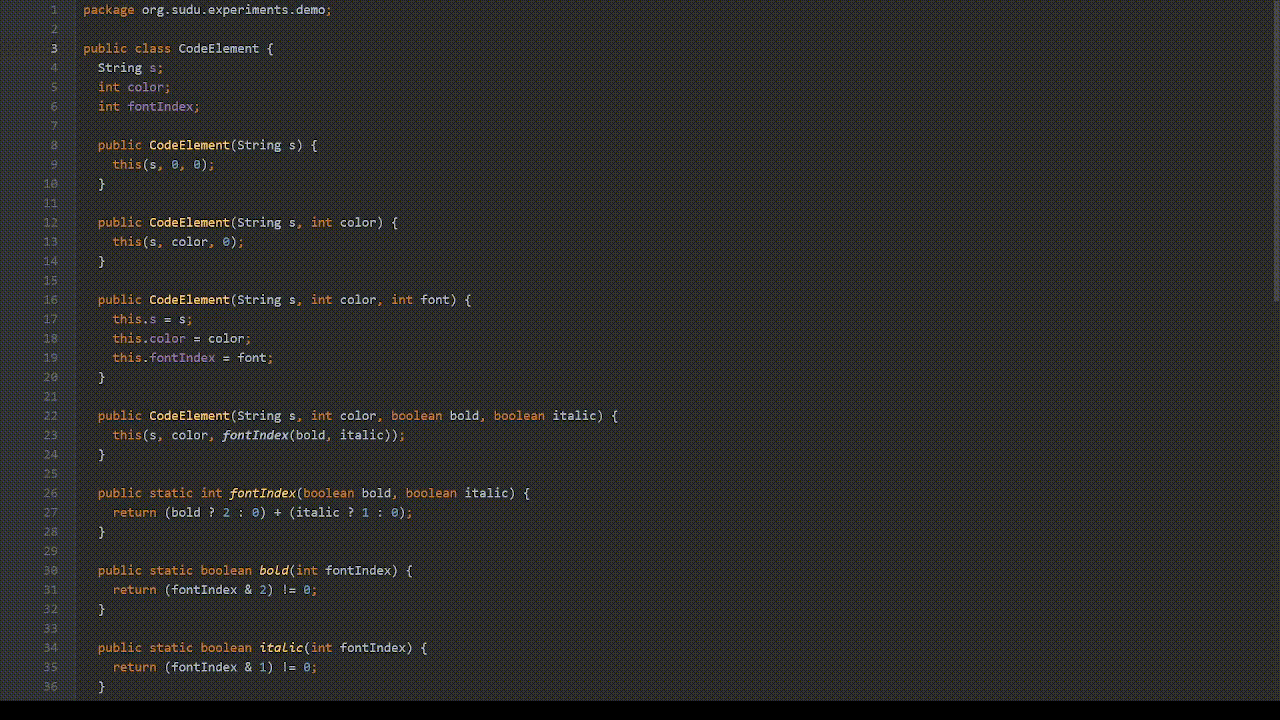 1 package org.sudu.experiments.demo;
2
3 public class CodeElement {
4 String s;
5 int color;
6 int fontIndex;
7
8 public CodeElement(String s) {
9 this(s, 0, 0);
10 }
11
12 public CodeElement(String s, int color) {
13 this(s, color, 0);
14 }
15
16 public CodeElement(String s, int color, int font) {
17 this.s = s;
18 this.color = color;
19 this.fontIndex = font;
20 }
21
22 public CodeElement(String s, int color, boolean bold, boolean italic) {
23 this(s, color, fontIndex(bold, italic));
24 }
25
26 public static int fontIndex(boolean bold, boolean italic) {
27 return (bold ? 2 : 0) + (italic ? 1 : 0);
28 }
29
30 public static boolean bold(int fontIndex) {
31 return (fontIndex & 2) != 0;
32 }
33
34 public static boolean italic(int fontIndex) {
35 return (fontIndex & 1) != 0;
36 }